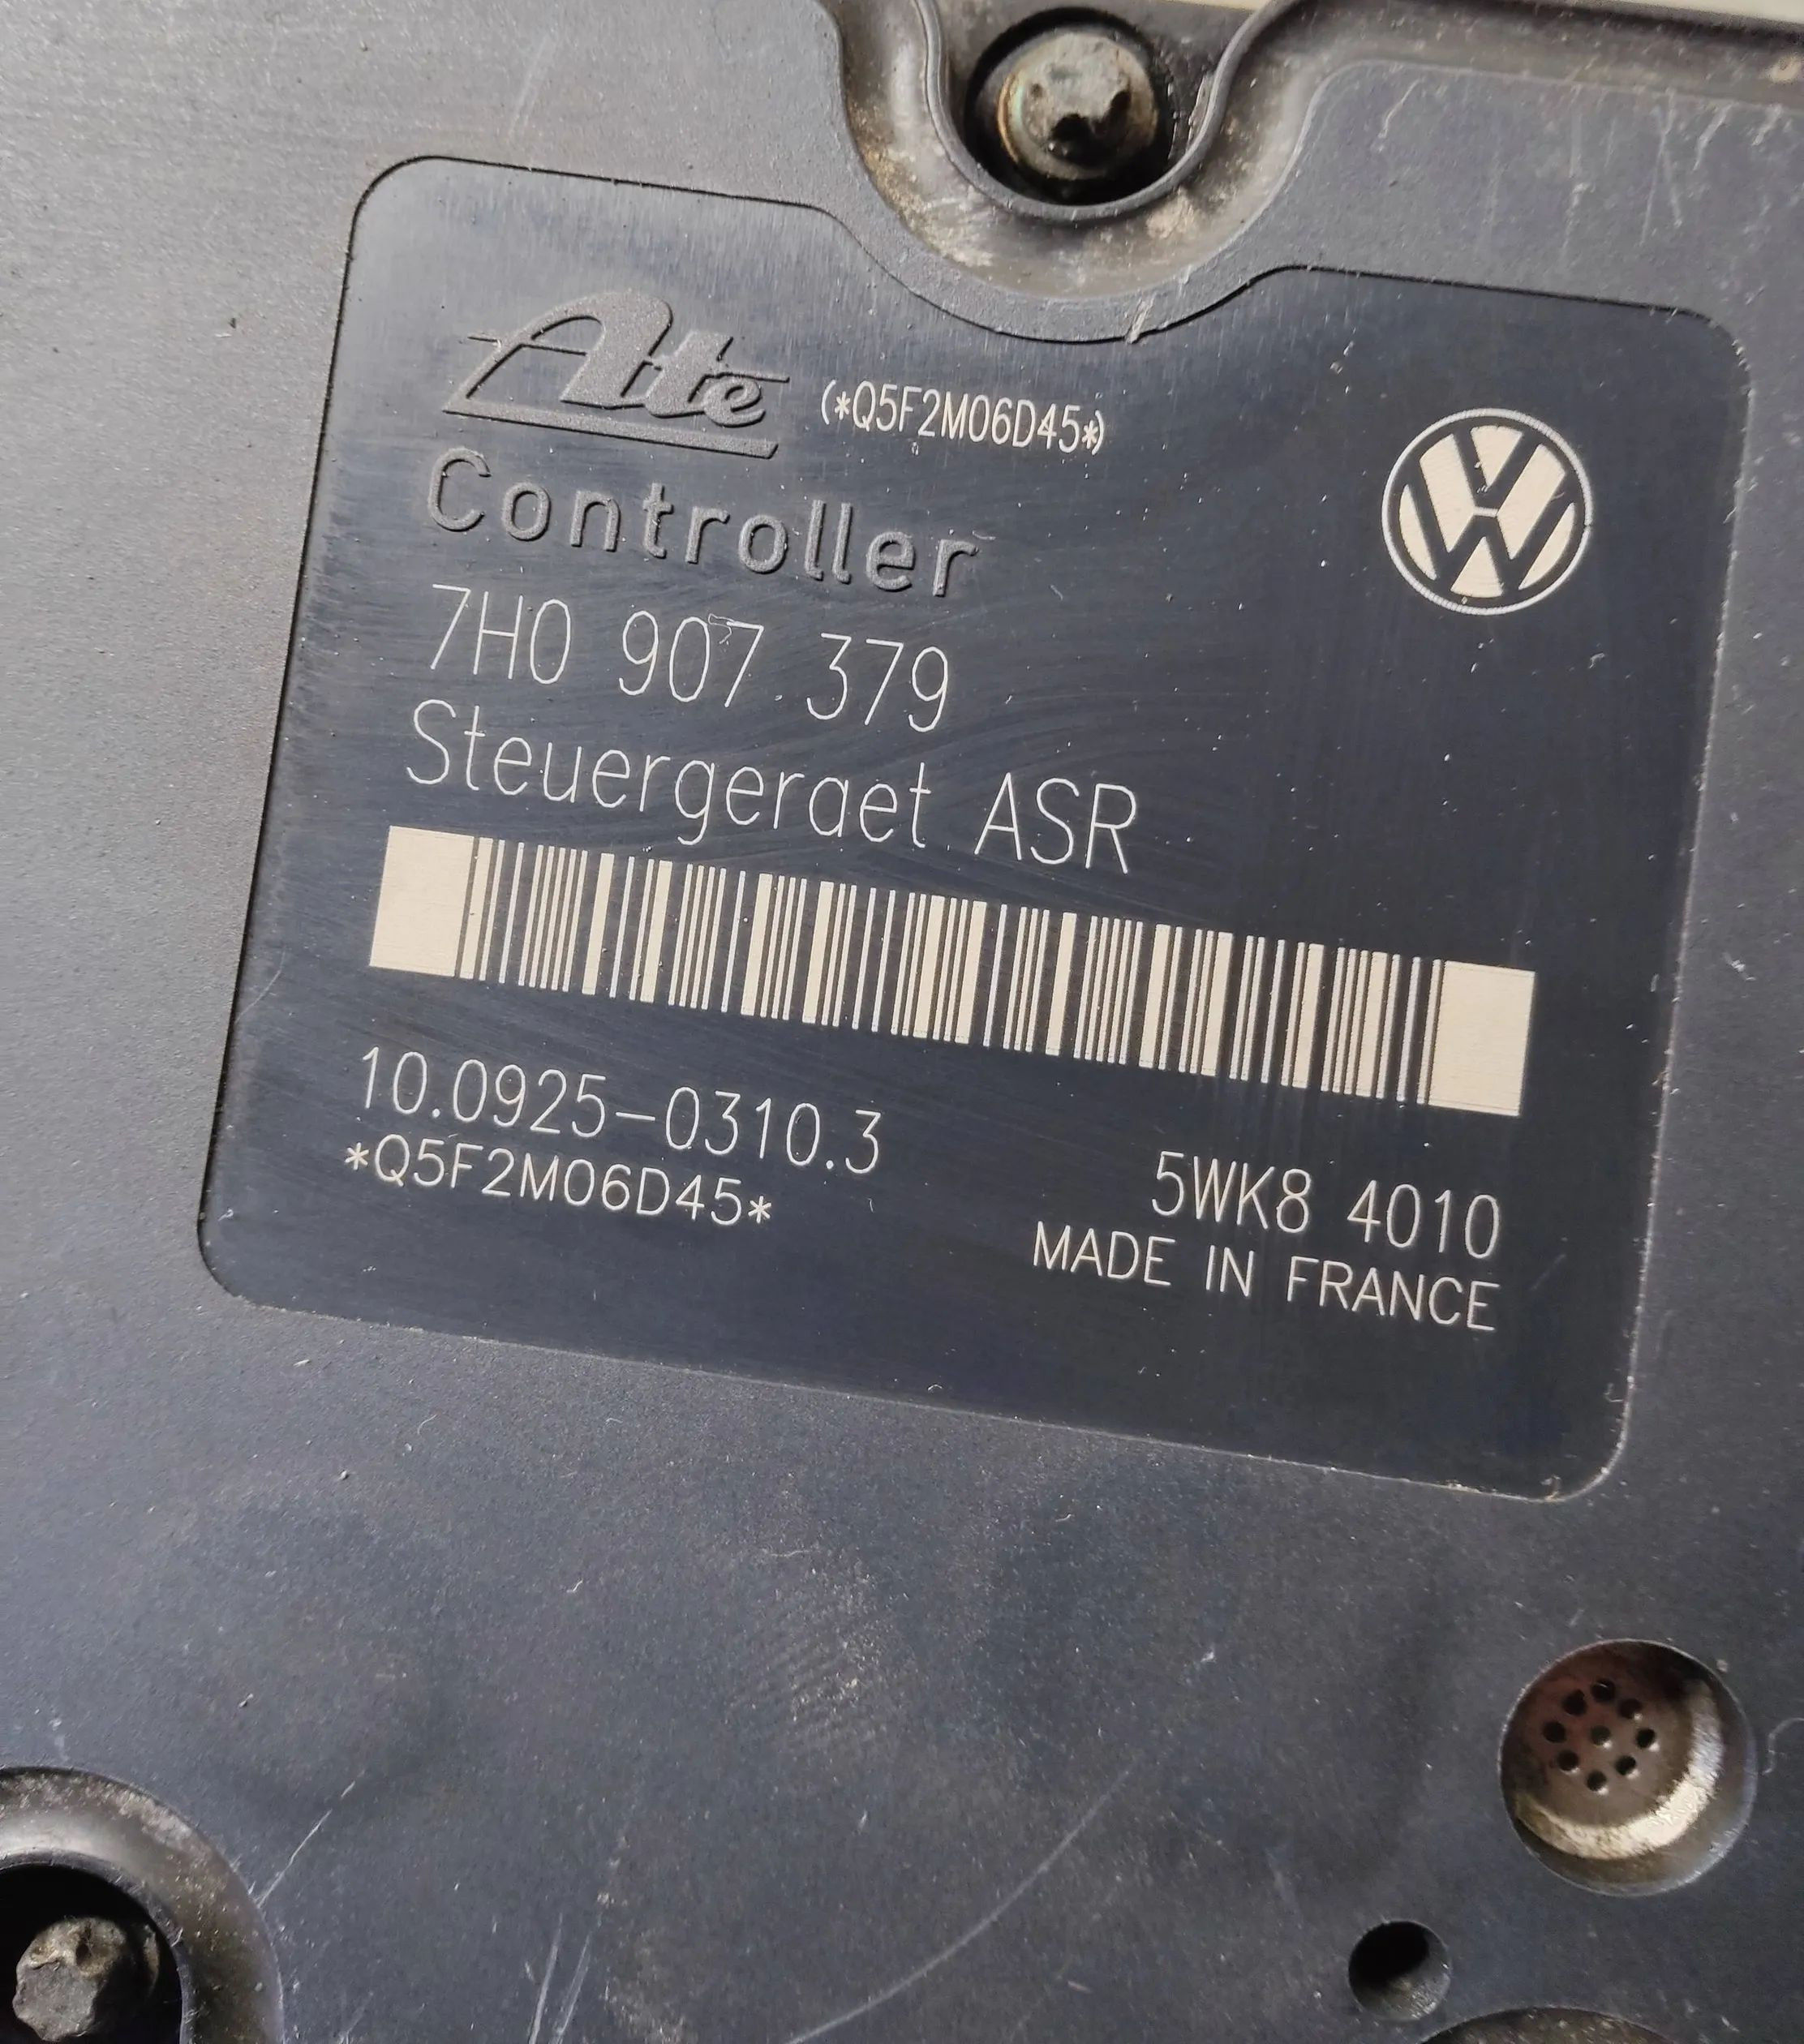 Ate (*Q5F2M06D45*)
Controller
7H0 907 379
Steuergeraet ASR
10.0925-0310.3
*Q5F2M06D45*
5WK8 4010
MADE IN FRANCE